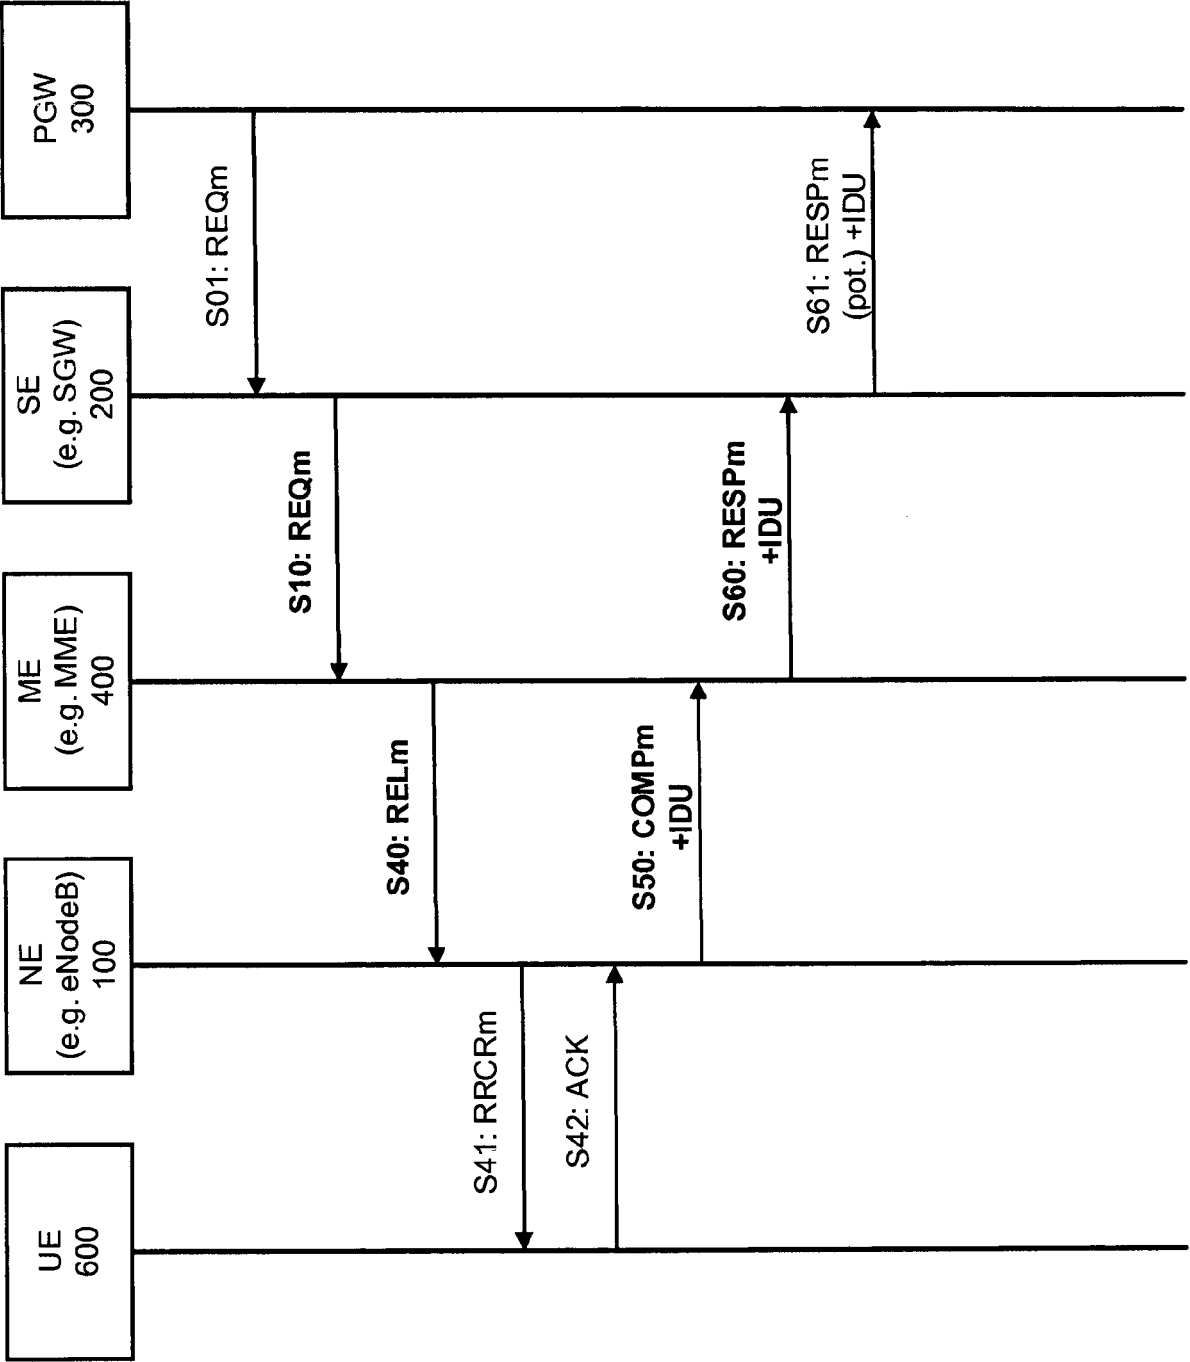 UE
600
NE
(e.g. eNodeB)
100
ME
(e.g. MME)
400
SE
(e.g. SGW)
200
PGW
300
S01: REQm
S10: REQm
S40: RELm
S41: RRCRm
S42: ACK
S50: COMPm
+IDU
S60: RESPm
+IDU
S61: RESPm
(pot.) +IDU